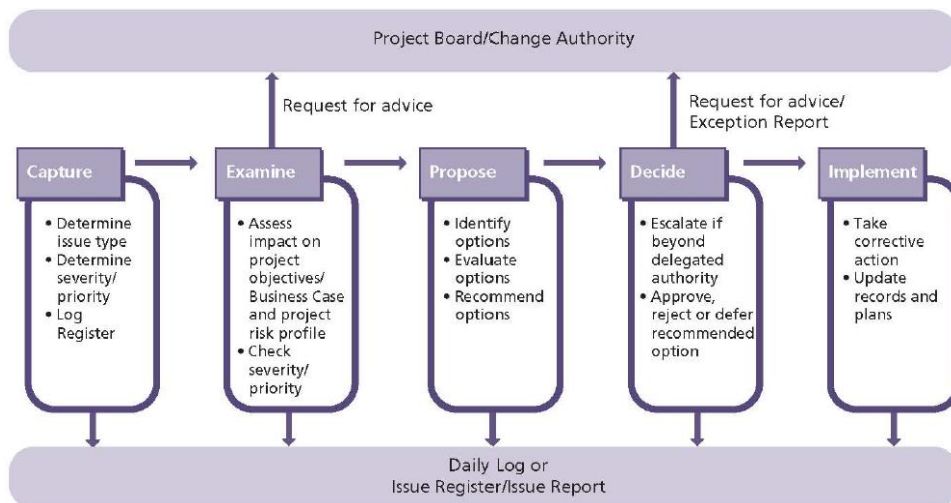 Project Board/Change Authority
Request for advice
Request for advice/
Exception Report
Capture
• Determine
issue type
• Determine
severity/
priority
• Log
Register
Examine
• Assess
impact on
project
objectives/
Business Case
and project
risk profile
• Check
severity/
priority
Propose
• Identify
options
• Evaluate
options
• Recommend
options
Decide
• Escalate if
beyond
delegated
authority
• Approve,
reject or defer
recommended
option
Implement
• Take
corrective
action
• Update
records and
plans
Daily Log or
Issue Register/Issue Report